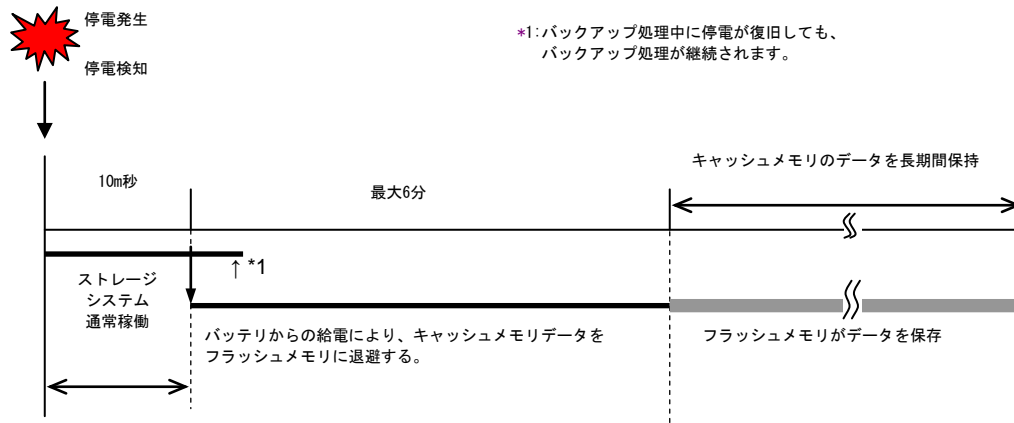 停電発生
停電検知
*1:バックアップ処理中に停電が復旧しても、
バックアップ処理が継続されます。
キャッシュメモリのデータを長期間保持
10m秒
最大6分
↑ *1
ストレージ
システム
通常稼働
バッテリからの給電により、キャッシュメモリデータを
フラッシュメモリに退避する。
フラッシュメモリがデータを保存